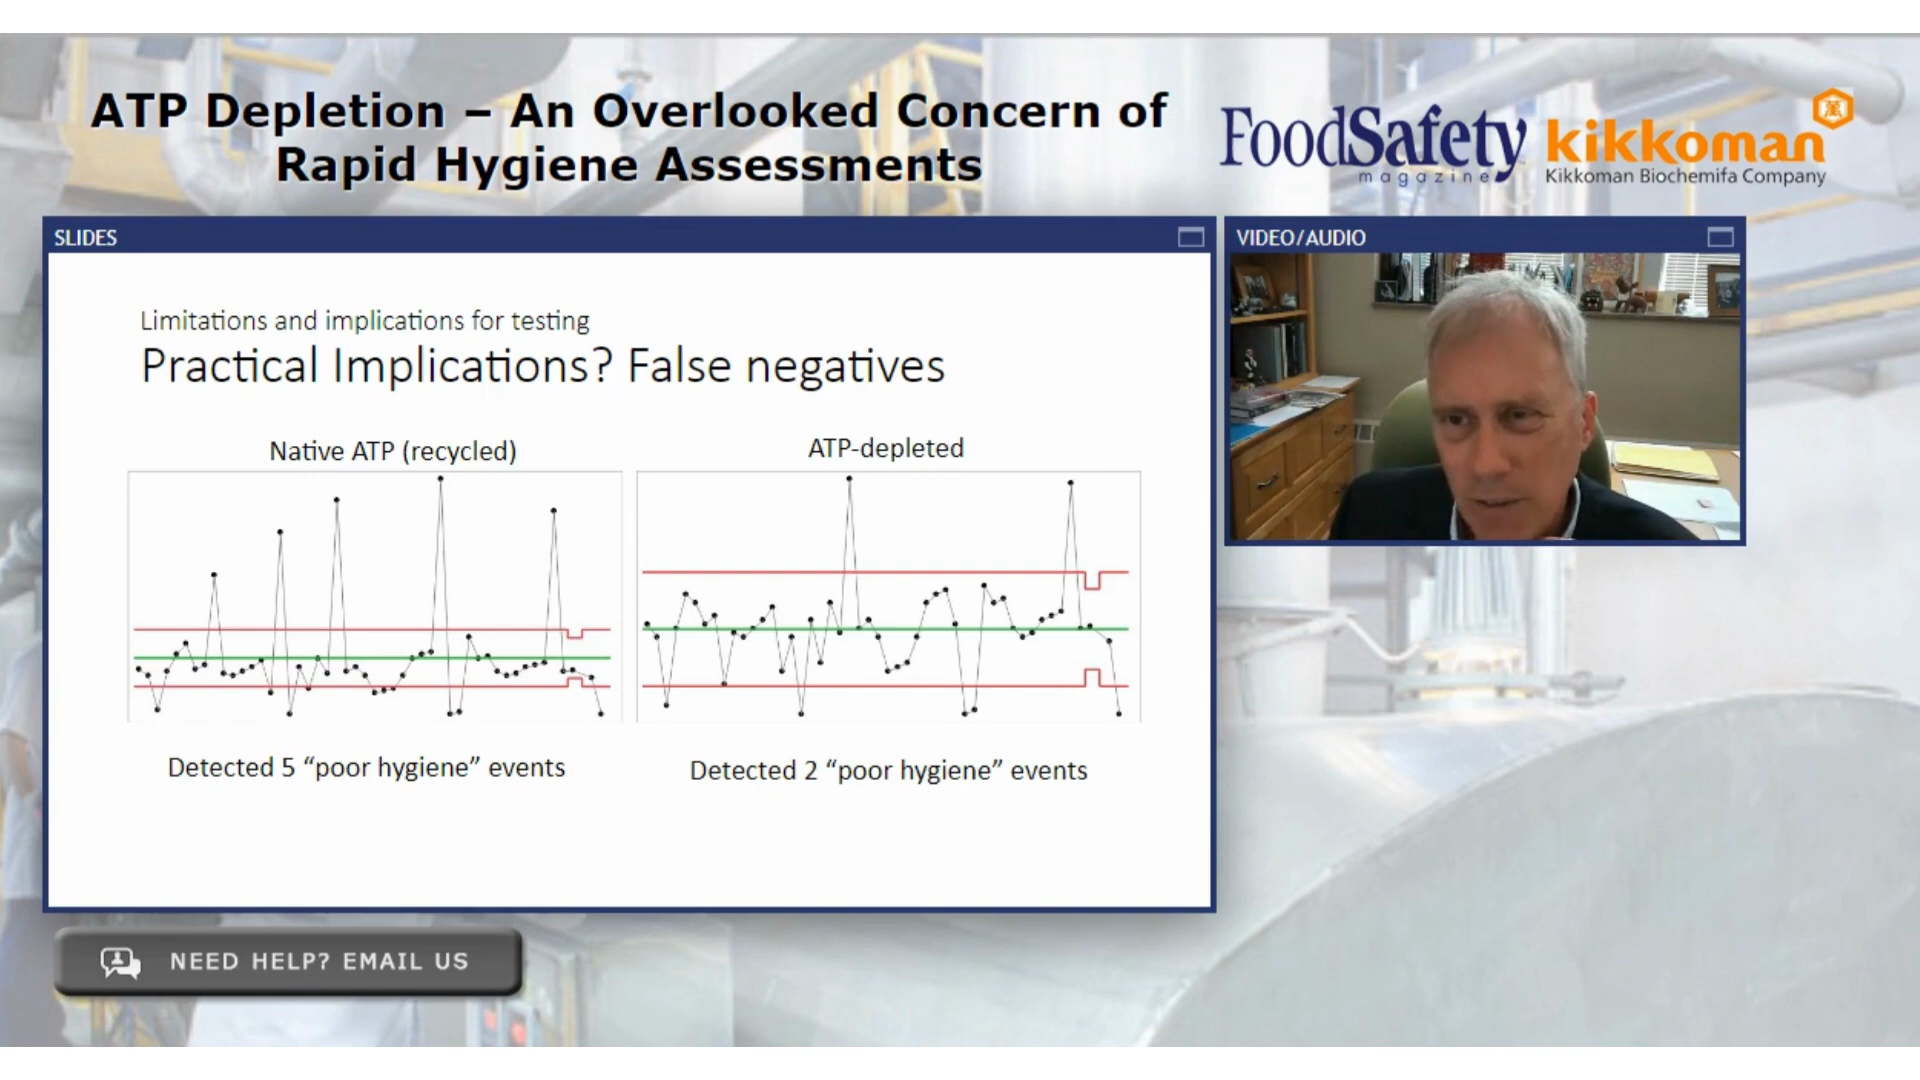 ATP Depletion – An Overlooked Concern of
Rapid Hygiene Assessments
FoodSafety
magazine
kikkoman
Kikkoman Biochemifa Company
SLIDES
VIDEO/AUDIO
Limitations and implications for testing
Practical Implications? False negatives
Native ATP (recycled)
ATP-depleted
Detected 5 “poor hygiene” events
Detected 2 “poor hygiene” events
NEED HELP? EMAIL US